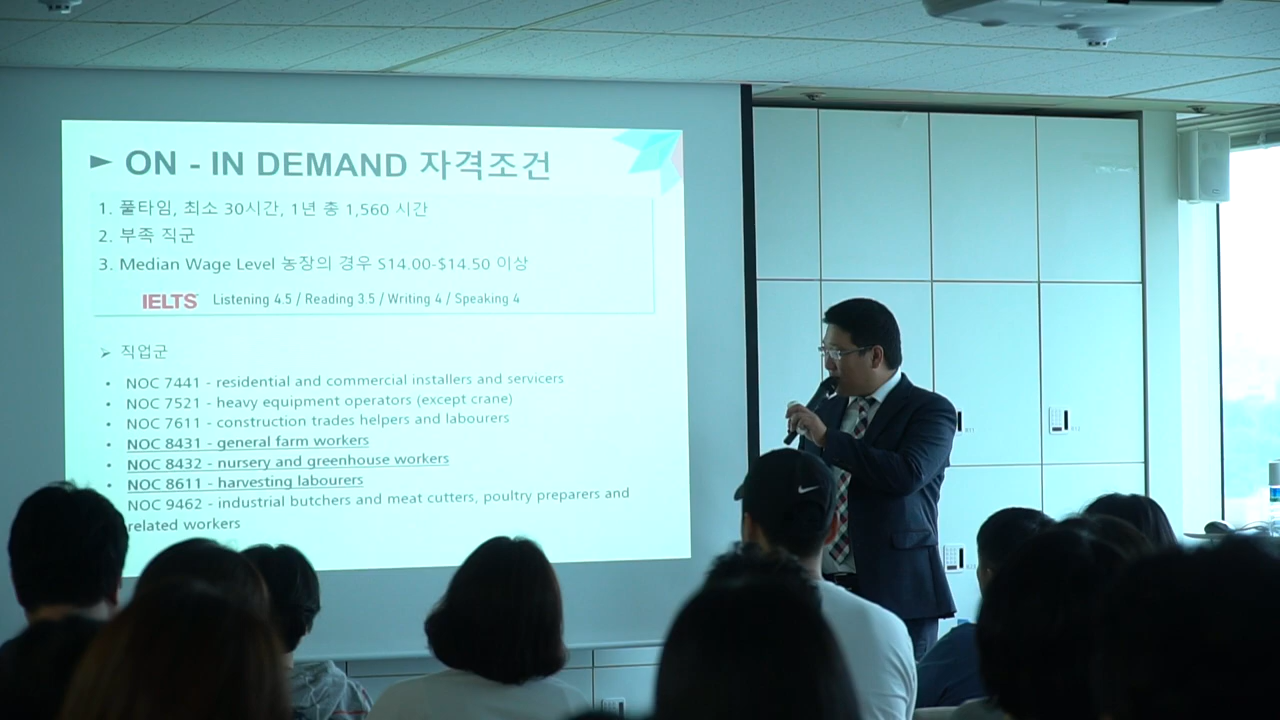 ► ON - IN DEMAND 자격조건
1. 풀타임, 최소 30시간, 1년 총 1,560 시간
2. 부족 직군
3. Median Wage Level 농장의 경우 $14.00-$14.50 이상
IELTS Listening 4.5 / Reading 3.5 / Writing 4 / Speaking 4
➢ 직업군
• NOC 7441 - residential and commercial installers and servicers
• NOC 7521 - heavy equipment operators (except crane)
• NOC 7611 - construction trades helpers and labourers
• NOC 8431 - general farm workers
• NOC 8432 - nursery and greenhouse workers
• NOC 8611 - harvesting labourers
NOC 9462 - industrial butchers and meat cutters, poultry preparers and
related workers